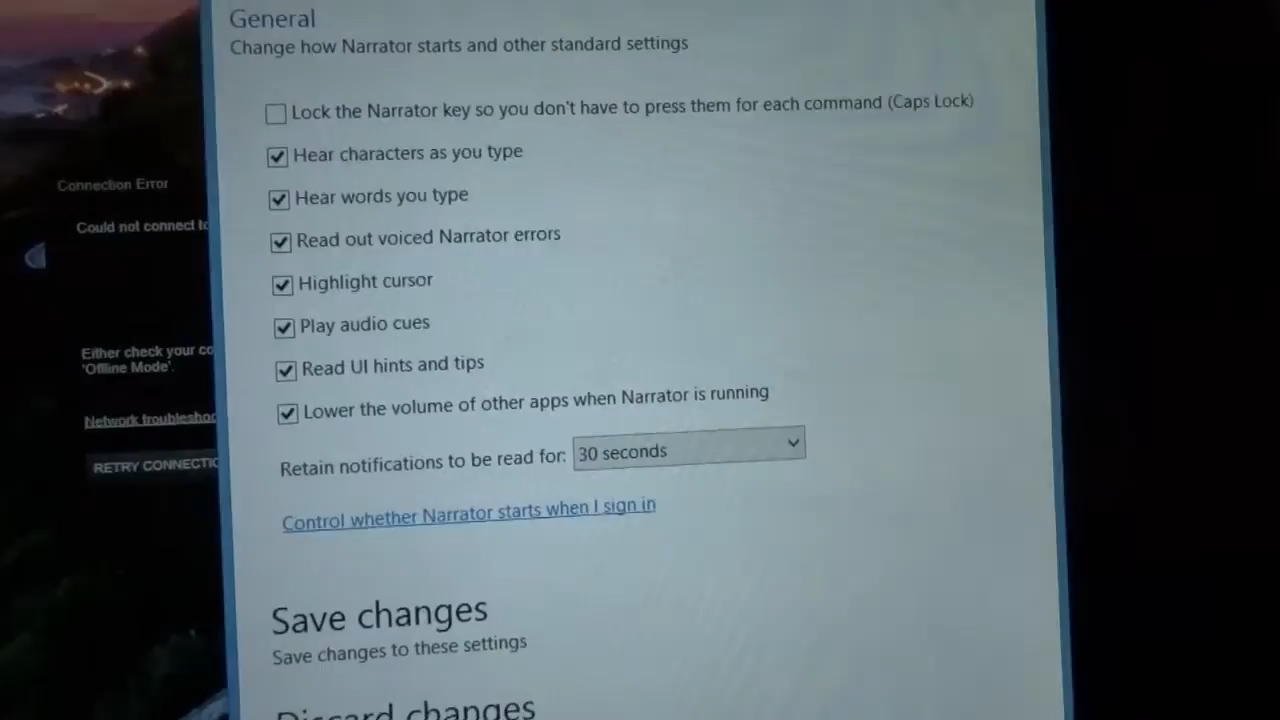 General
Change how Narrator starts and other standard settings
Lock the Narrator key so you don't have to press them for each command (Caps Lock)
Hear characters as you type
Hear words you type
Read out voiced Narrator errors
Highlight cursor
Play audio cues
Read UI hints and tips
Lower the volume of other apps when Narrator is running
Retain notifications to be read for: 30 seconds
Control whether Narrator starts when I sign in
Save changes
Save changes to these settings
Discard changes
Connection Error
Could not connect to
Either check your
'Offline Mode'.
Network
RETRY